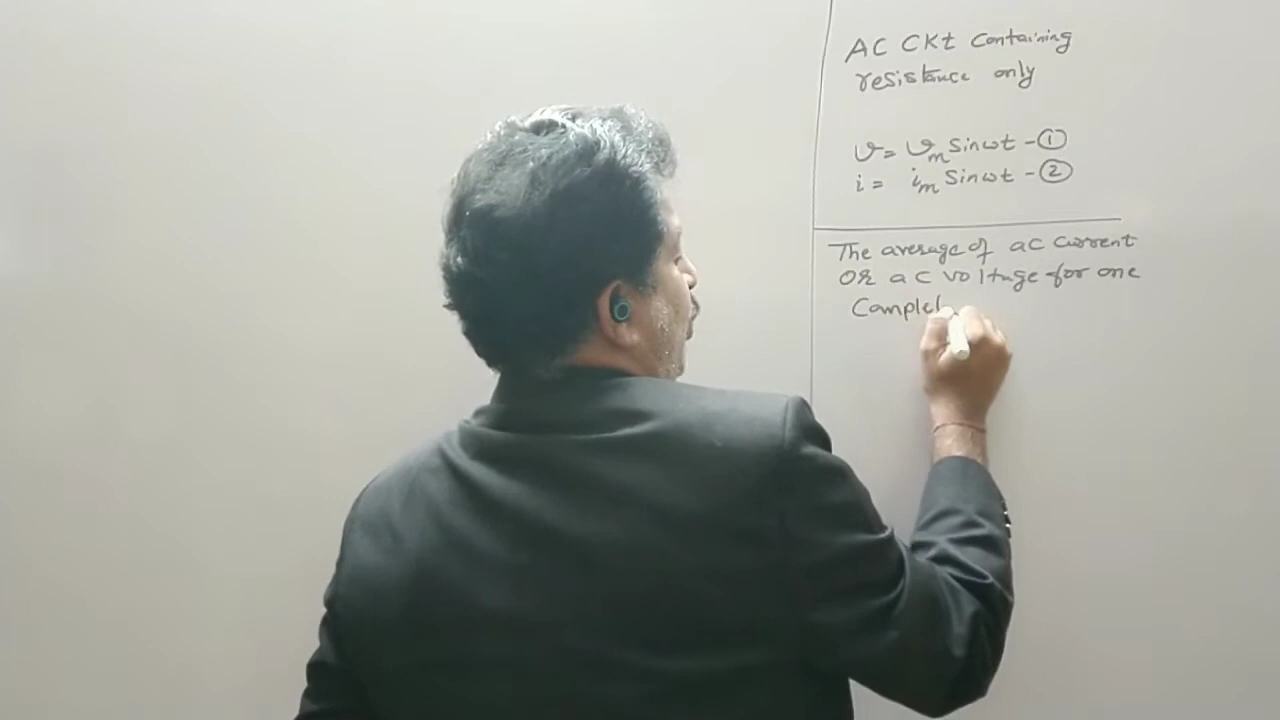 AC CKt Containing
resistance only
v = vm Sinωt - ①
i = im Sinωt - ②
The average of ac current
OR ac voltage for one
Complet